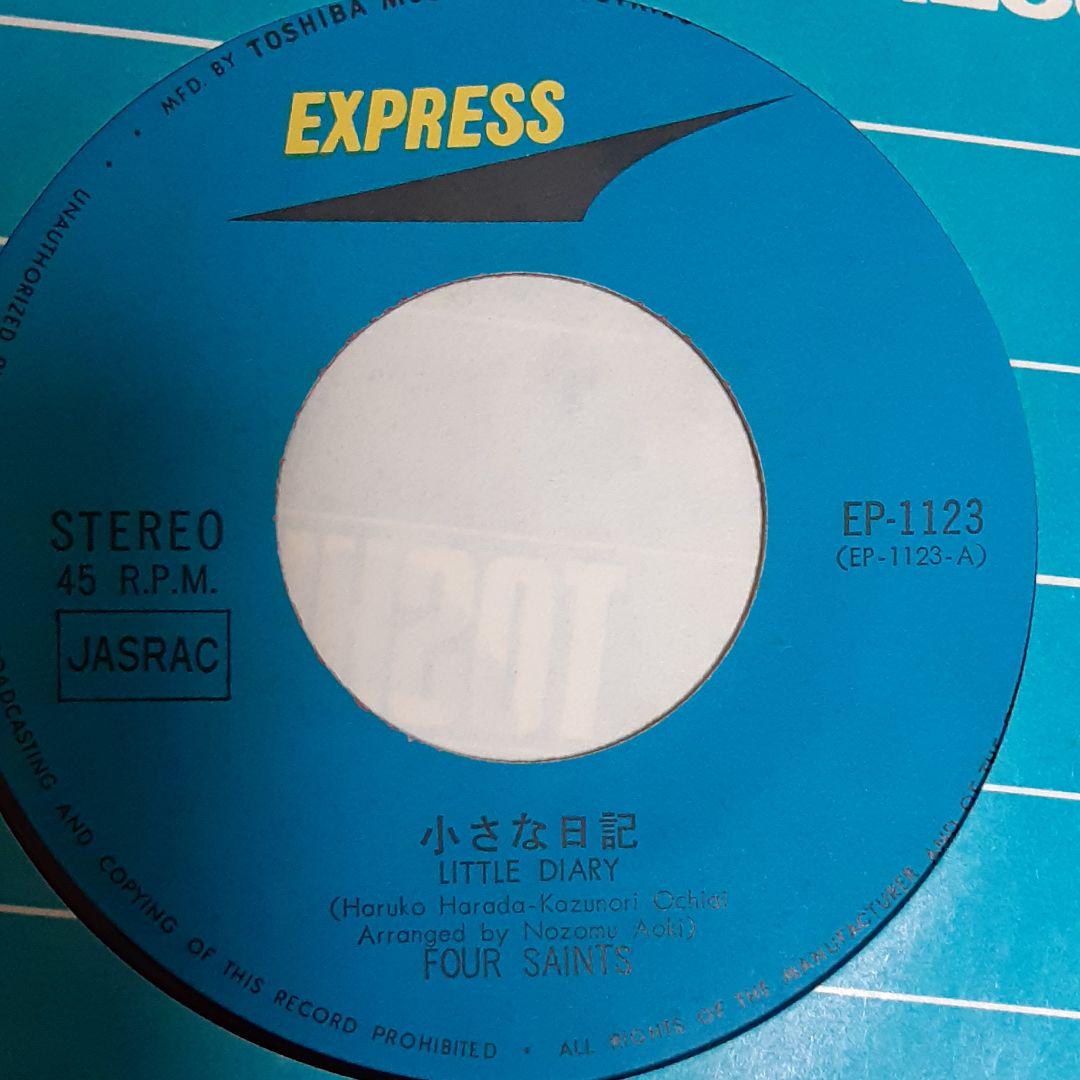 MFD. BY TOSHIBA
EXPRESS
UNAUTHORIZED
STEREO
45 R.P.M.
JASRAC
EP-1123
(EP-1123-A)
小さな日記
LITTLE DIARY
(Haruko Harada-Kazunori Ochiai
Arranged by Nozomu Aoki)
FOUR SAINTS
AND COPYING OF THIS RECORD PROHIBITED • ALL RIGHTS OF THE MANUFACTURER AND OF THE